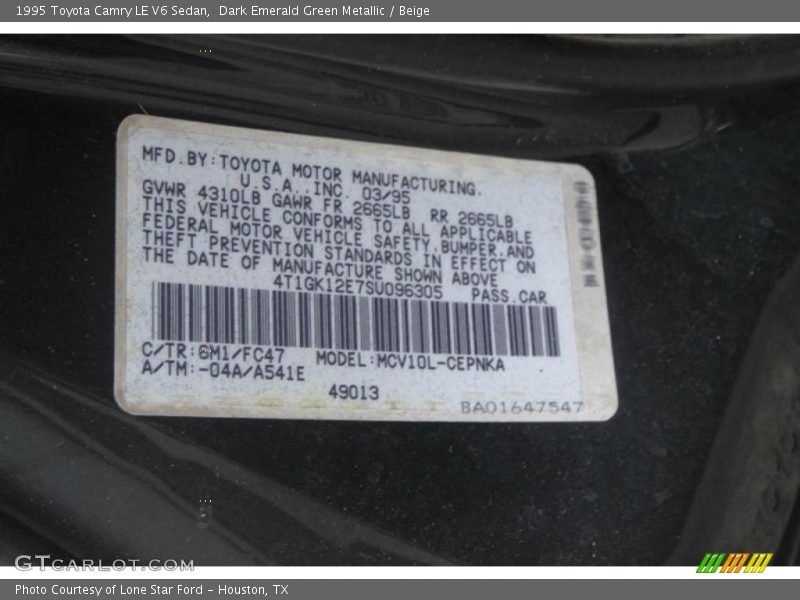 1995 Toyota Camry LE V6 Sedan, Dark Emerald Green Metallic / Beige
MFD.BY:TOYOTA MOTOR MANUFACTURING.
U.S.A.,INC. 03/95
GVWR 4310LB GAWR FR 2665LB RR 2665LB
THIS VEHICLE CONFORMS TO ALL APPLICABLE
FEDERAL MOTOR VEHICLE SAFETY,BUMPER,AND
THEFT PREVENTION STANDARDS IN EFFECT ON
THE DATE OF MANUFACTURE SHOWN ABOVE
4T1GK12E7SU096305 PASS.CAR
C/TR:6M1/FC47 MODEL:MCV10L-CEPNKA
A/TM:-04A/A541E
49013
BA01647547
GTCARLOT.COM
Photo Courtesy of Lone Star Ford - Houston, TX